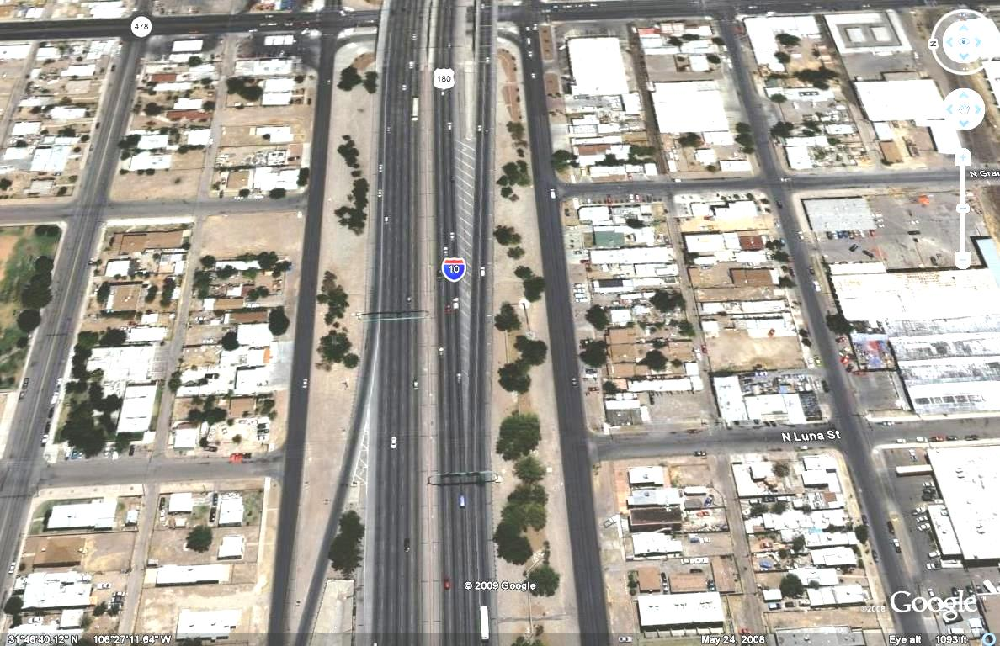 478
180
N
N Gran
10
N Luna St
© 2009 Google
©2008 Google
31°46'40.12" N 106°27'11.64" W May 24, 2008 Eye alt 1093 ft